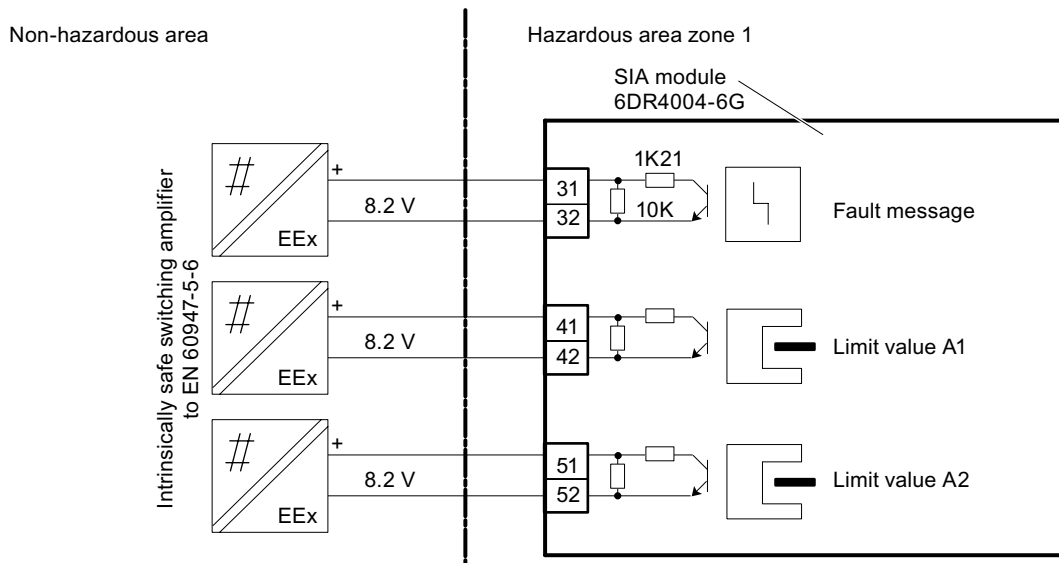 Non-hazardous area
Hazardous area zone 1
SIA module
6DR4004-6G
Intrinsically safe switching amplifier
to EN 60947-5-6
+
8.2 V
EEx
31
32
1K21
10K
Fault message
+
8.2 V
EEx
41
42
Limit value A1
+
8.2 V
EEx
51
52
Limit value A2